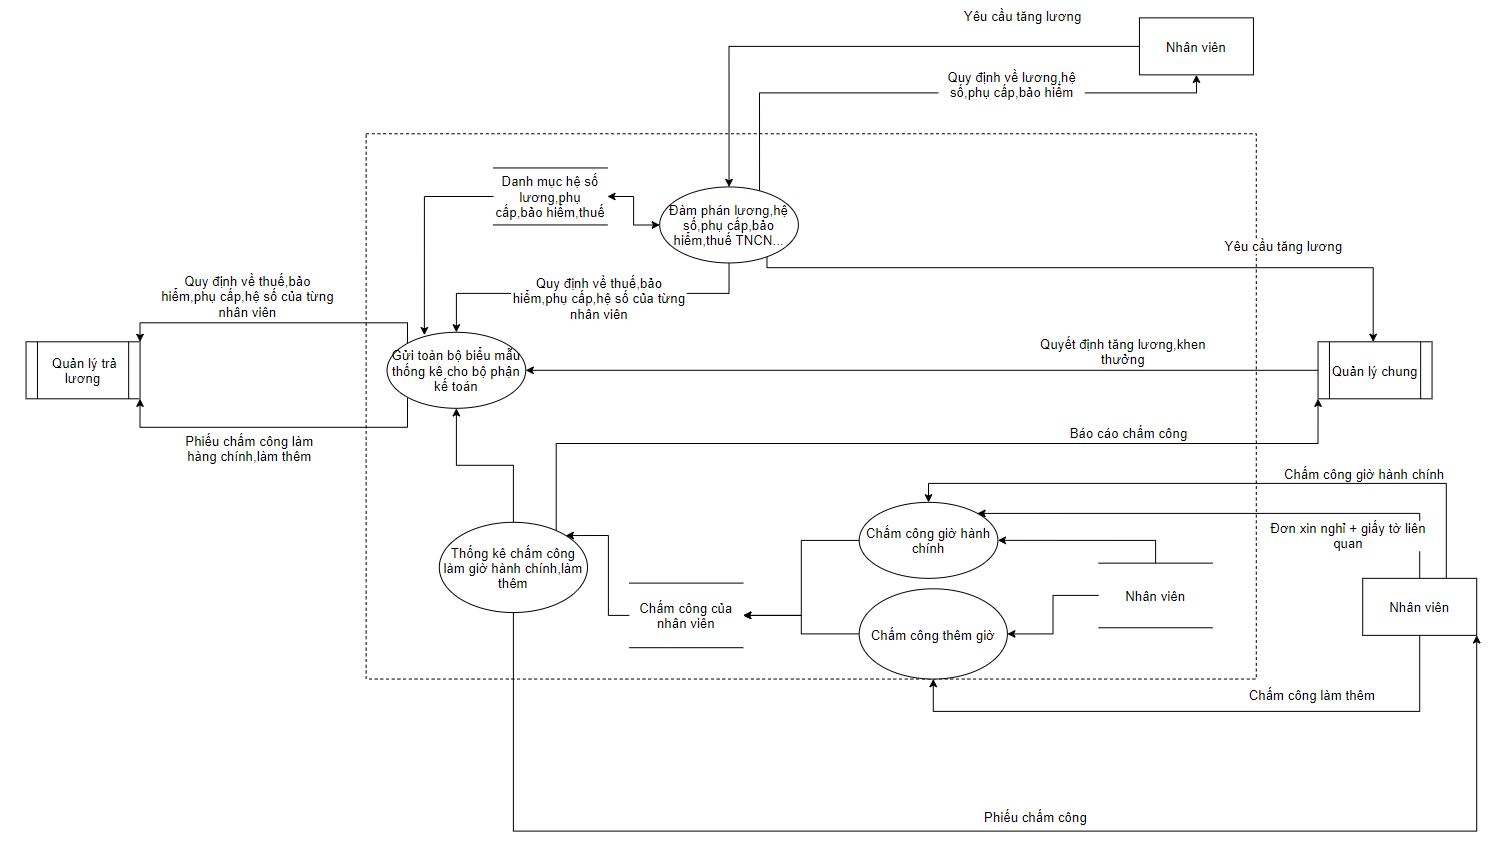 Yêu cầu tăng lương
Nhân viên
Quy định về lương,hệ
số,phụ cấp,bảo hiểm
Danh mục hệ số
lương,phụ
cấp,bảo hiểm,thuế
Đàm phán lương,hệ
số,phụ cấp,bảo
hiểm,thuế TNCN...
Yêu cầu tăng lương
Quy định về thuế,bảo
hiểm,phụ cấp,hệ số của từng
nhân viên
Quy định về thuế,bảo
hiểm,phụ cấp,hệ số của từng
nhân viên
Quản lý trả
lương
Gửi toàn bộ biểu mẫu
thống kê cho bộ phận
kế toán
Quyết định tăng lương,khen
thưởng
Quản lý chung
Phiếu chấm công làm
hàng chính,làm thêm
Báo cáo chấm công
Chấm công giờ hành chính
Đơn xin nghỉ + giấy tờ liên
quan
Chấm công giờ hành
chính
Thống kê chấm công
làm giờ hành chính,làm
thêm
Chấm công của
nhân viên
Nhân viên
Nhân viên
Chấm công thêm giờ
Chấm công làm thêm
Phiếu chấm công